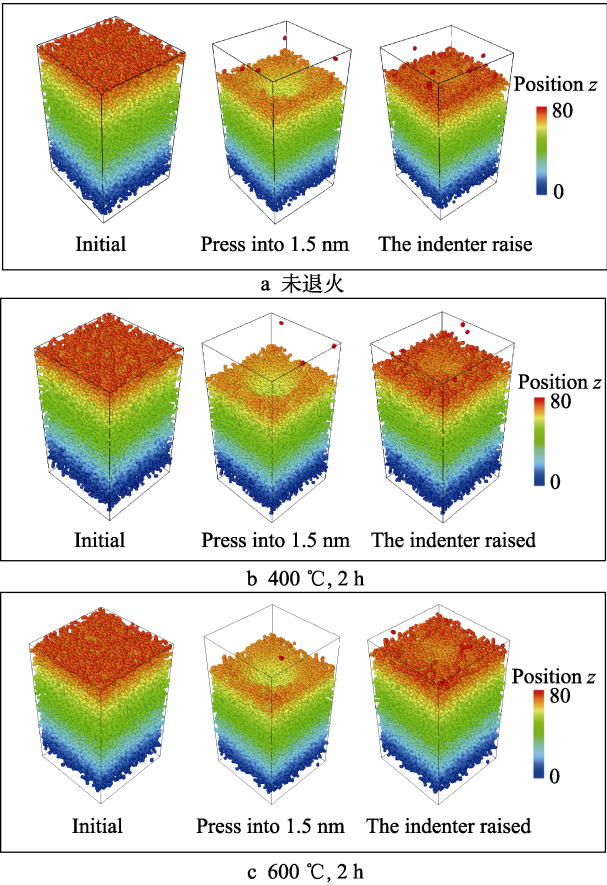 Position z
80
0
Initial
Press into 1.5 nm
The indenter raise
a 未退火
Position z
80
0
Initial
Press into 1.5 nm
The indenter raised
b 400 ℃, 2 h
Position z
80
0
Initial
Press into 1.5 nm
The indenter raised
c 600 ℃, 2 h